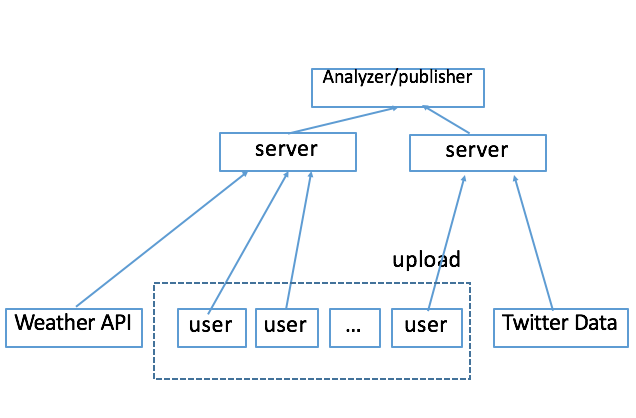 Analyzer/publisher
server
server
upload
Weather API
user
user
...
user
Twitter Data